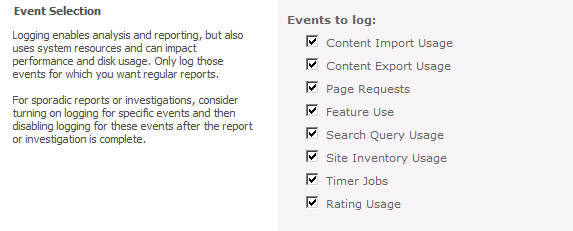 Event Selection
Logging enables analysis and reporting, but also
uses system resources and can impact
performance and disk usage. Only log those
events for which you want regular reports.
For sporadic reports or investigations, consider
turning on logging for specific events and then
disabling logging for these events after the report
or investigation is complete.
Events to log:
Content Import Usage
Content Export Usage
Page Requests
Feature Use
Search Query Usage
Site Inventory Usage
Timer Jobs
Rating Usage